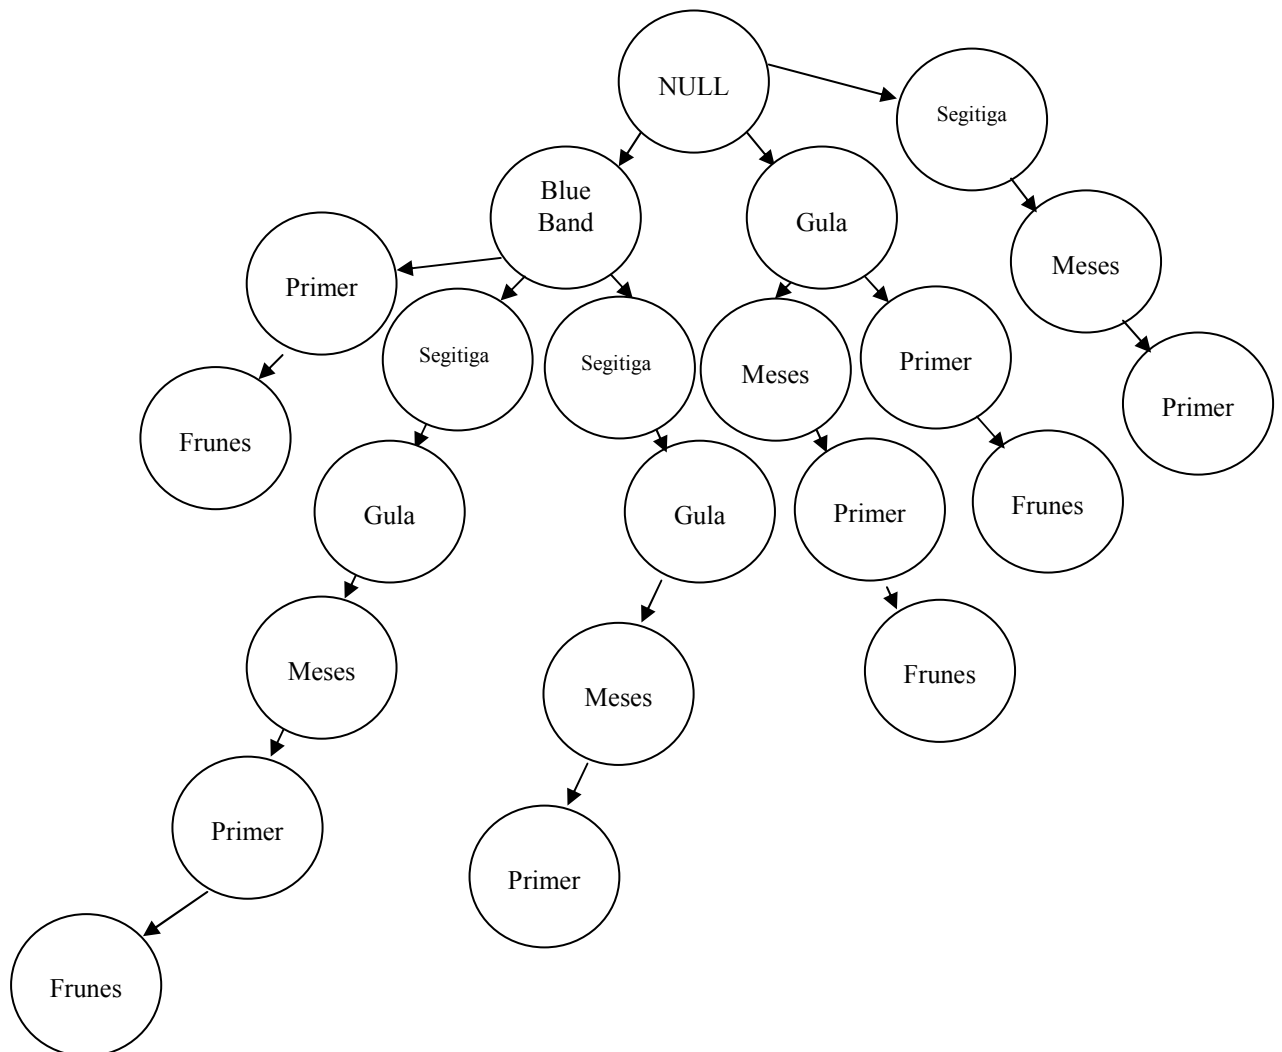 NULL
Segitiga
Blue
Band
Gula
Meses
Primer
Segitiga
Segitiga
Meses
Primer
Primer
Frunes
Gula
Gula
Primer
Frunes
Meses
Meses
Frunes
Primer
Primer
Frunes